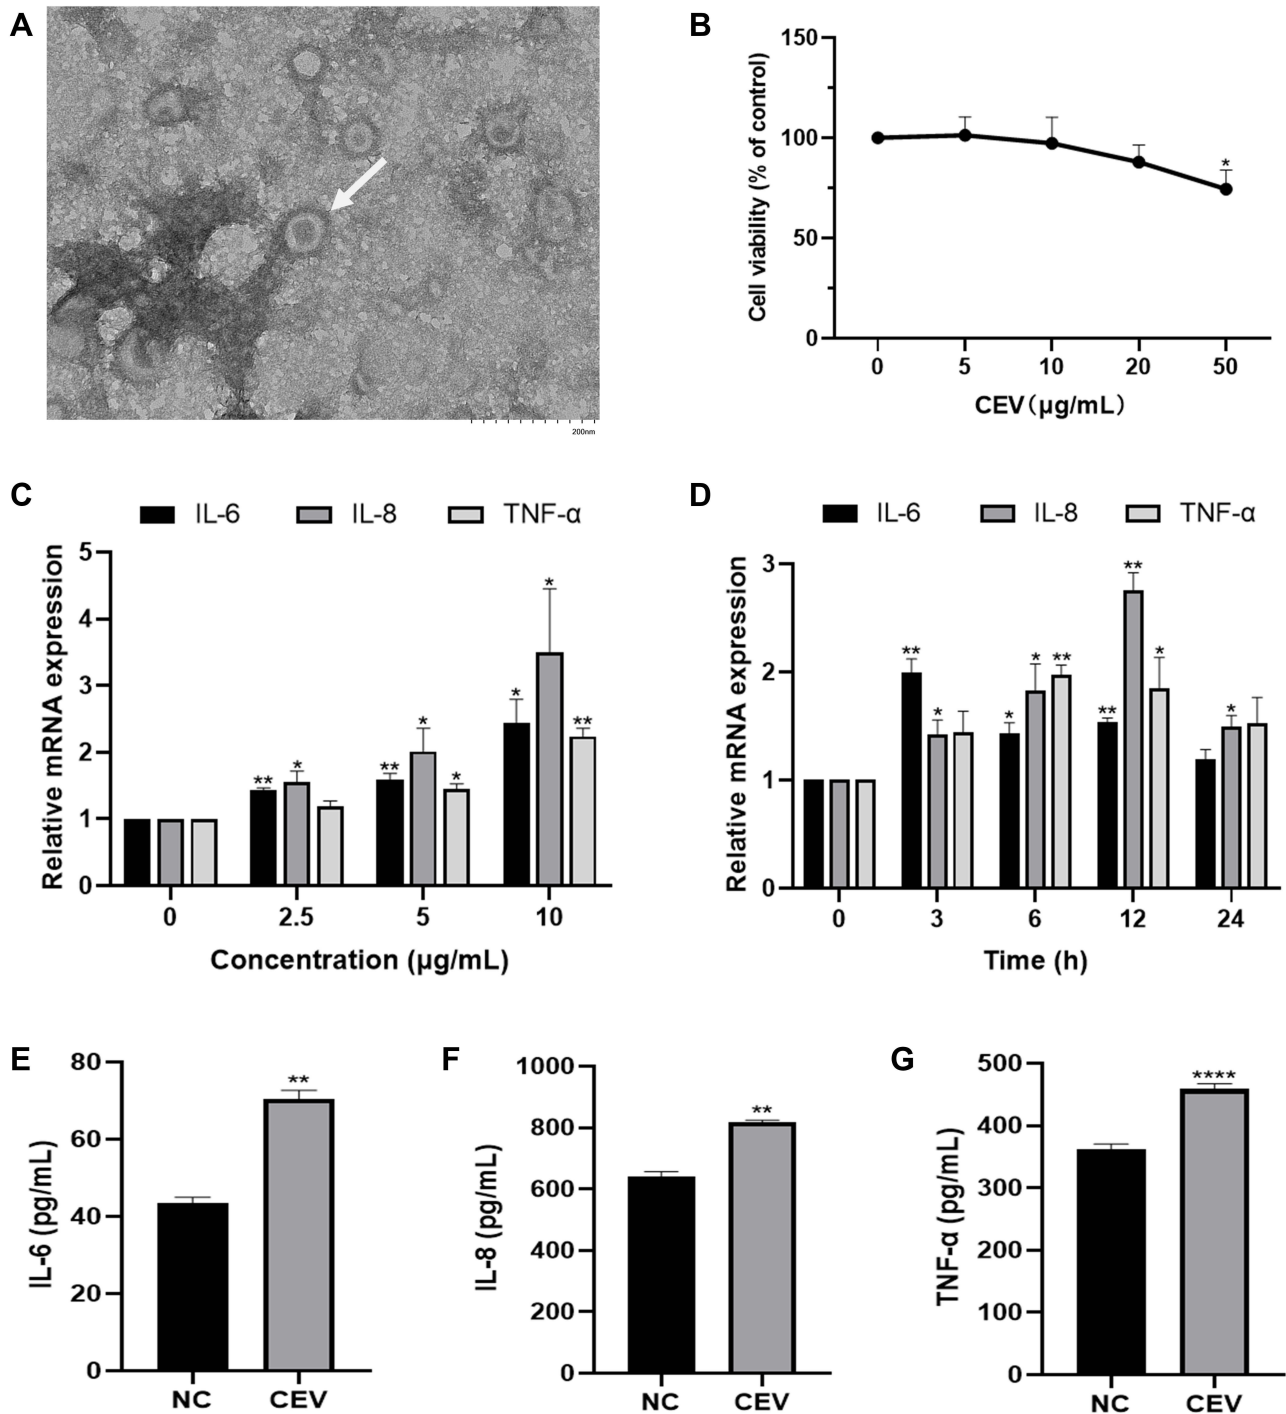 A
200nm
B
Cell viability (% of control)
150
100
50
0
*
0 5 10 20 50
CEV(μg/mL)
C
IL-6 IL-8 TNF-α
Relative mRNA expression
5
4
3
2
1
0
** * ** * * * * **
0 2.5 5 10
Concentration (μg/mL)
D
IL-6 IL-8 TNF-α
Relative mRNA expression
3
2
1
0
** * * * ** ** ** * *
0 3 6 12 24
Time (h)
E
IL-6 (pg/mL)
80
60
40
20
0
**
NC CEV
F
IL-8 (pg/mL)
1000
800
600
400
200
0
**
NC CEV
G
TNF-α (pg/mL)
500
400
300
200
100
0
****
NC CEV